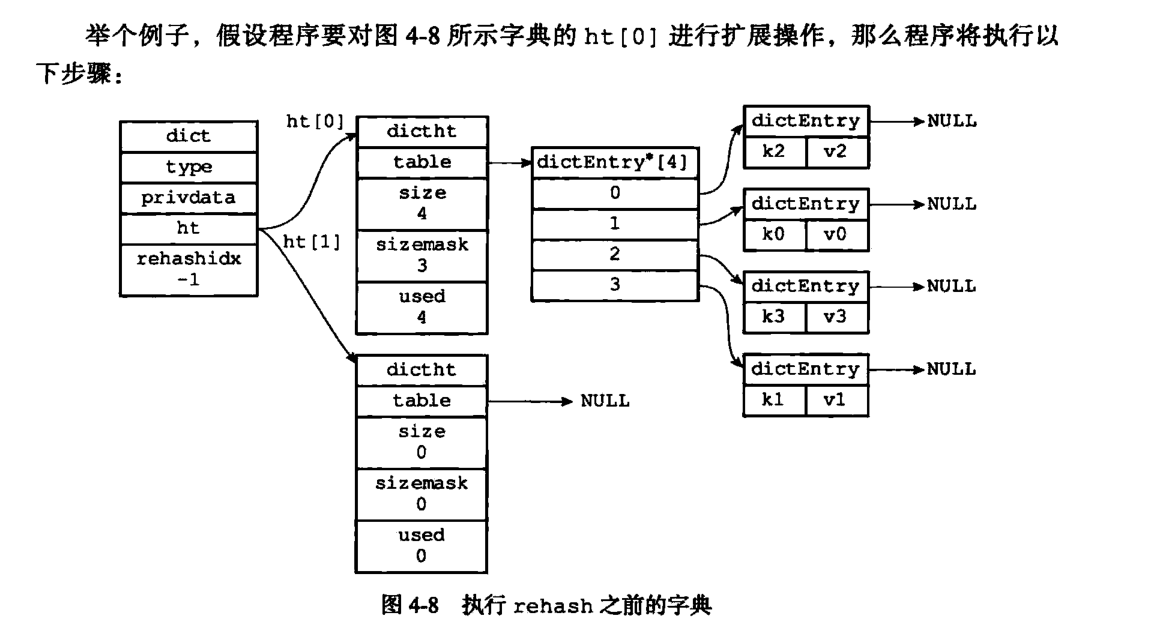 举个例子，假设程序要对图 4-8 所示字典的 ht[0] 进行扩展操作，那么程序将执行以
下步骤：
dict
type
privdata
ht
rehashidx
-1
ht[0]
ht[1]
dictht
table
size
4
sizemask
3
used
4
dictht
table
size
0
sizemask
0
used
0
NULL
dictEntry*[4]
0
1
2
3
dictEntry
k2 v2
NULL
dictEntry
k0 v0
NULL
dictEntry
k3 v3
NULL
dictEntry
k1 v1
NULL
图 4-8 执行 rehash 之前的字典